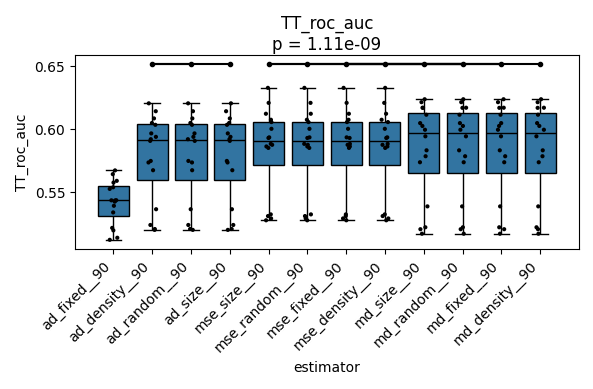 TT_roc_auc
p = 1.11e-09
TT_roc_auc
0.65
0.60
0.55
ad_fixed__90
ad_density__90
ad_random__90
ad_size__90
mse_size__90
mse_random__90
mse_fixed__90
mse_density__90
md_size__90
md_random__90
md_fixed__90
md_density__90
estimator